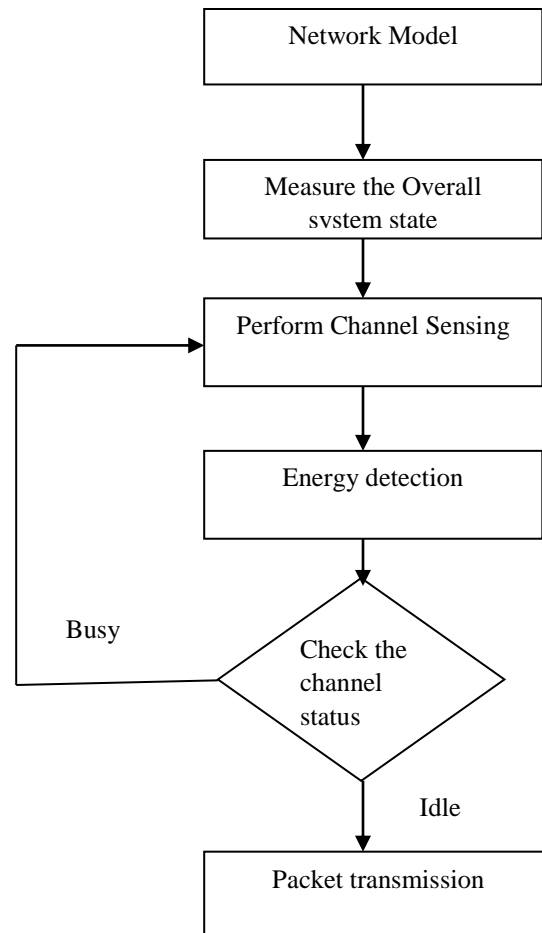 Network Model
Measure the Overall
system state
Perform Channel Sensing
Energy detection
Busy
Check the
channel
status
Idle
Packet transmission